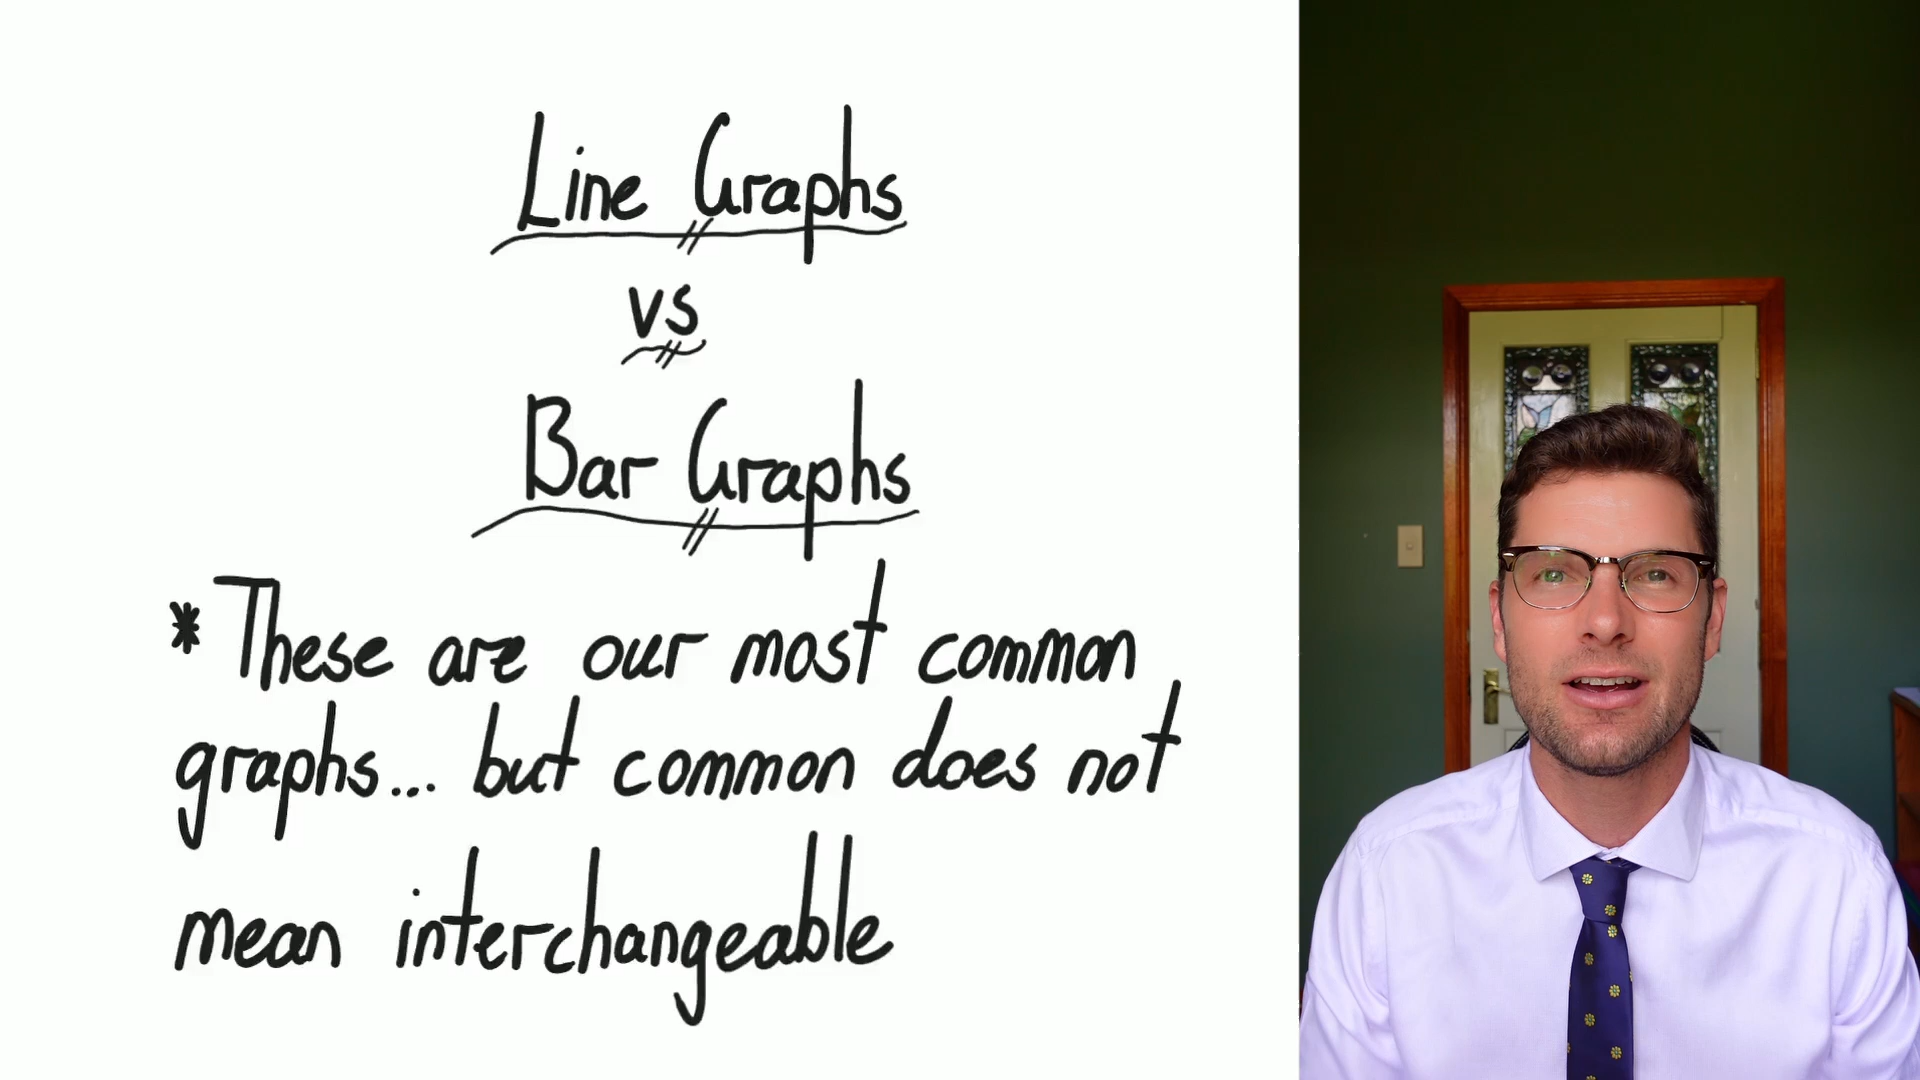 Line Graphs
vs
Bar Graphs
* These are our most common
graphs... but common does not
mean interchangeable